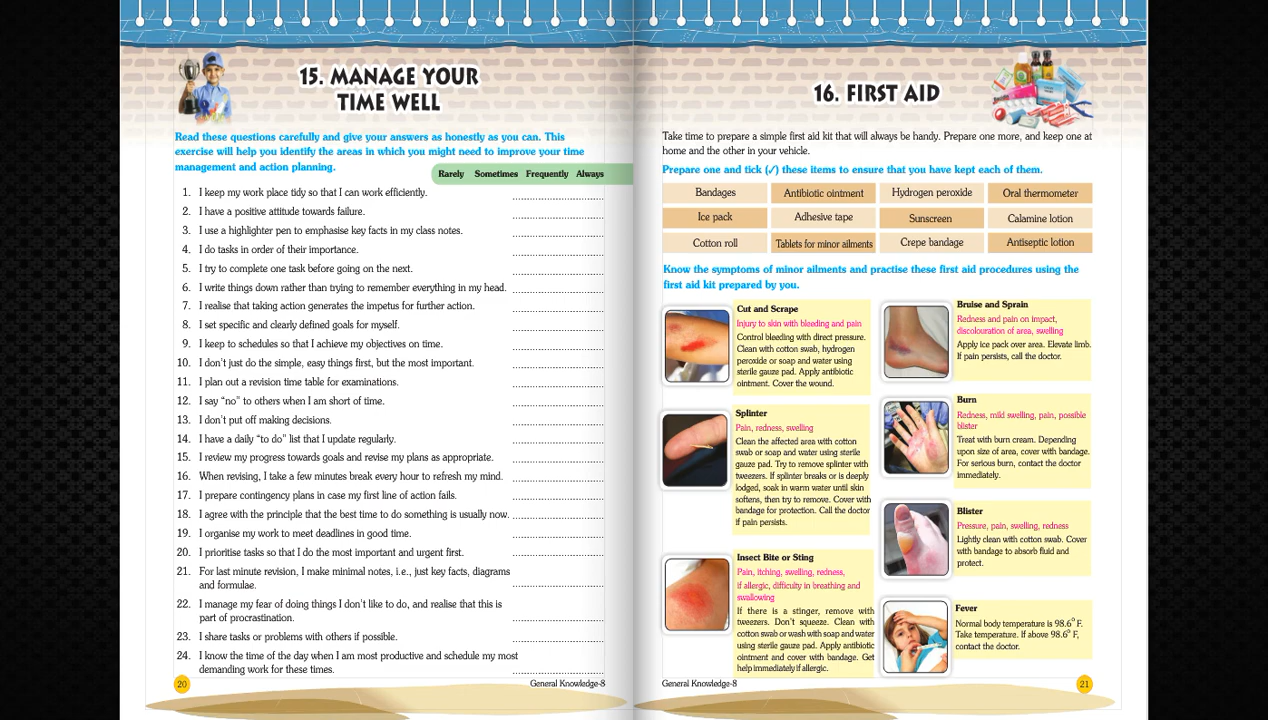 15. MANAGE YOUR
TIME WELL
Read these questions carefully and give your answers as honestly as you can. This
exercise will help you identify the areas in which you might need to improve your time
management and action planning.
Rarely Sometimes Frequently Always
1. I keep my work place tidy so that I can work efficiently.
2. I have a positive attitude towards failure.
3. I use a highlighter pen to emphasise key facts in my class notes.
4. I do tasks in order of their importance.
5. I try to complete one task before going on the next.
6. I write things down rather than trying to remember everything in my head.
7. I realise that taking action generates the impetus for further action.
8. I set specific and clearly defined goals for myself.
9. I keep to schedules so that I achieve my objectives on time.
10. I don't just do the simple, easy things first, but the most important.
11. I plan out a revision time table for examinations.
12. I say "no" to others when I am short of time.
13. I don't put off making decisions.
14. I have a daily "to do" list that I update regularly.
15. I review my progress towards goals and revise my plans as appropriate.
16. When revising, I take a few minutes break every hour to refresh my mind.
17. I prepare contingency plans in case my first line of action fails.
18. I agree with the principle that the best time to do something is usually now.
19. I organise my work to meet deadlines in good time.
20. I prioritise tasks so that I do the most important and urgent first.
21. For last minute revision, I make minimal notes, i.e., just key facts, diagrams
and formulae.
22. I manage my fear of doing things I don't like to do, and realise that this is
part of procrastination.
23. I share tasks or problems with others if possible.
24. I know the time of the day when I am most productive and schedule my most
demanding work for these times.
20
General Knowledge-8
16. FIRST AID
Take time to prepare a simple first aid kit that will always be handy. Prepare one more, and keep one at
home and the other in your vehicle.
Prepare one and tick (✓) these items to ensure that you have kept each of them.
Bandages Antibiotic ointment Hydrogen peroxide Oral thermometer
Ice pack Adhesive tape Sunscreen Calamine lotion
Cotton roll Tablets for minor ailments Crepe bandage Antiseptic lotion
Know the symptoms of minor ailments and practise these first aid procedures using the
first aid kit prepared by you.
Cut and Scrape
Injury to skin with bleeding and pain
Control bleeding with direct pressure.
Clean with cotton swab, hydrogen
peroxide or soap and water using
sterile gauze pad. Apply antibiotic
ointment. Cover the wound.
Splinter
Pain, redness, swelling
Clean the affected area with cotton
swab or soap and water using sterile
gauze pad. Try to remove splinter with
tweezers. If splinter breaks or is deeply
lodged, soak in warm water until skin
softens, then try to remove. Cover with
bandage for protection. Call the doctor
if pain persists.
Insect Bite or Sting
Pain, itching, swelling, redness,
if allergic, difficulty in breathing and
swallowing
If there is a stinger, remove with
tweezers. Don't squeeze. Clean with
cotton swab or wash with soap and water
using sterile gauze pad. Apply antibiotic
ointment and cover with bandage. Get
help immediately if allergic.
Bruise and Sprain
Redness and pain on impact,
discolouration of area, swelling
Apply ice pack over area. Elevate limb.
If pain persists, call the doctor.
Burn
Redness, mild swelling, pain, possible
blister
Treat with burn cream. Depending
upon size of area, cover with bandage.
For serious burn, contact the doctor
immediately.
Blister
Pressure, pain, swelling, redness
Lightly clean with cotton swab. Cover
with bandage to absorb fluid and
protect.
Fever
Normal body temperature is 98.6° F.
Take temperature. If above 98.6° F,
contact the doctor.
General Knowledge-8
21